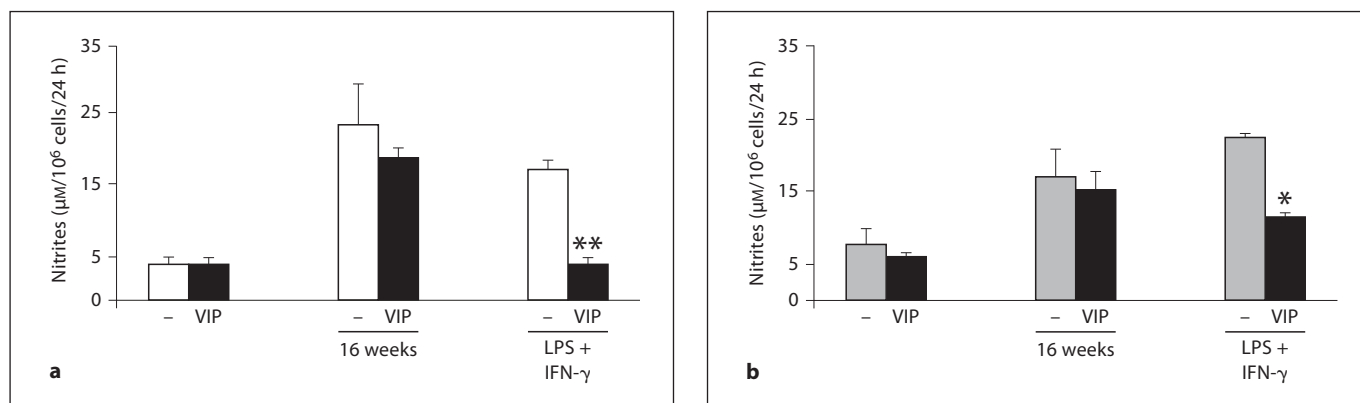 Nitrites (µM/10⁶ cells/24 h)
35
25
15
5
0
**
– VIP – VIP – VIP
16 weeks LPS +
IFN-γ
a
Nitrites (µM/10⁶ cells/24 h)
35
25
15
5
0
*
– VIP – VIP – VIP
16 weeks LPS +
IFN-γ
b